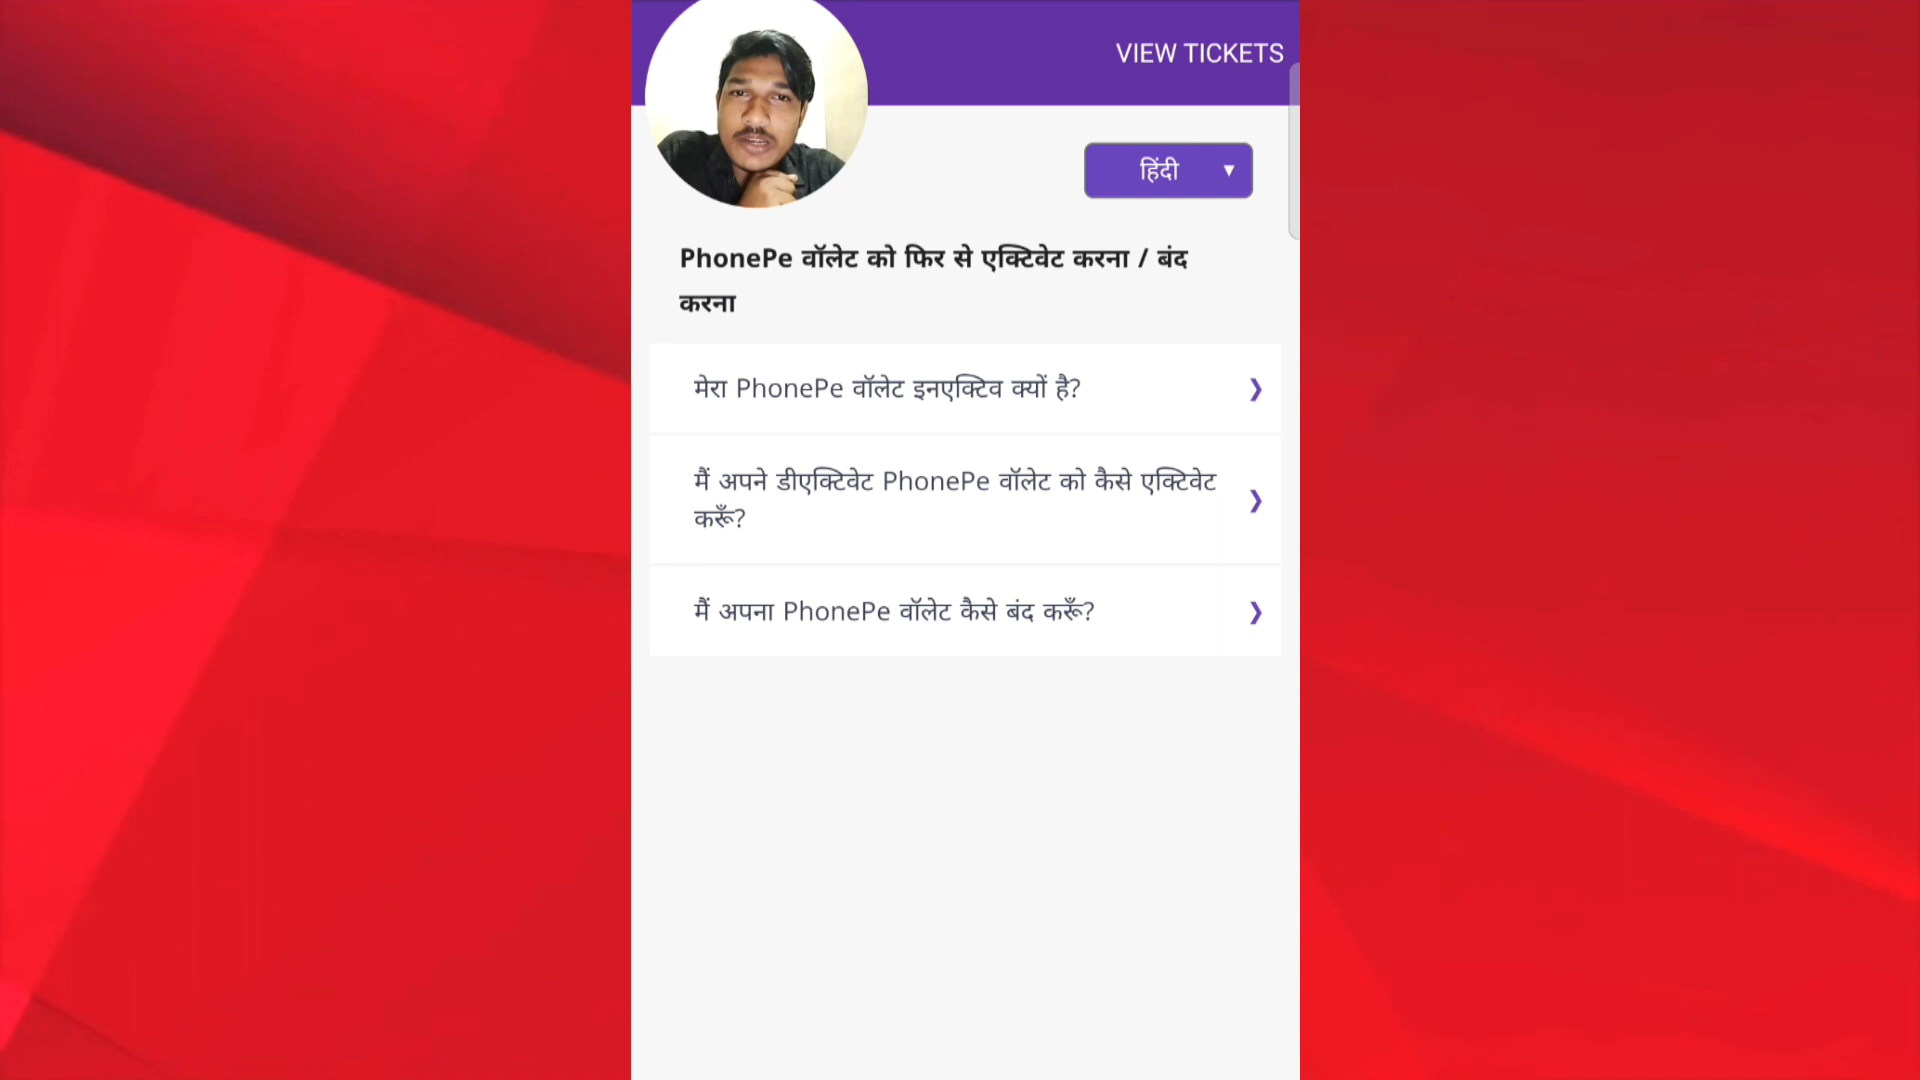 VIEW TICKETS
हिंदी
PhonePe वॉलेट को फिर से एक्टिवेट करना / बंद
करना
मेरा PhonePe वॉलेट इनएक्टिव क्यों है?
मैं अपने डीएक्टिवेट PhonePe वॉलेट को कैसे एक्टिवेट
करूँ?
मैं अपना PhonePe वॉलेट कैसे बंद करूँ?